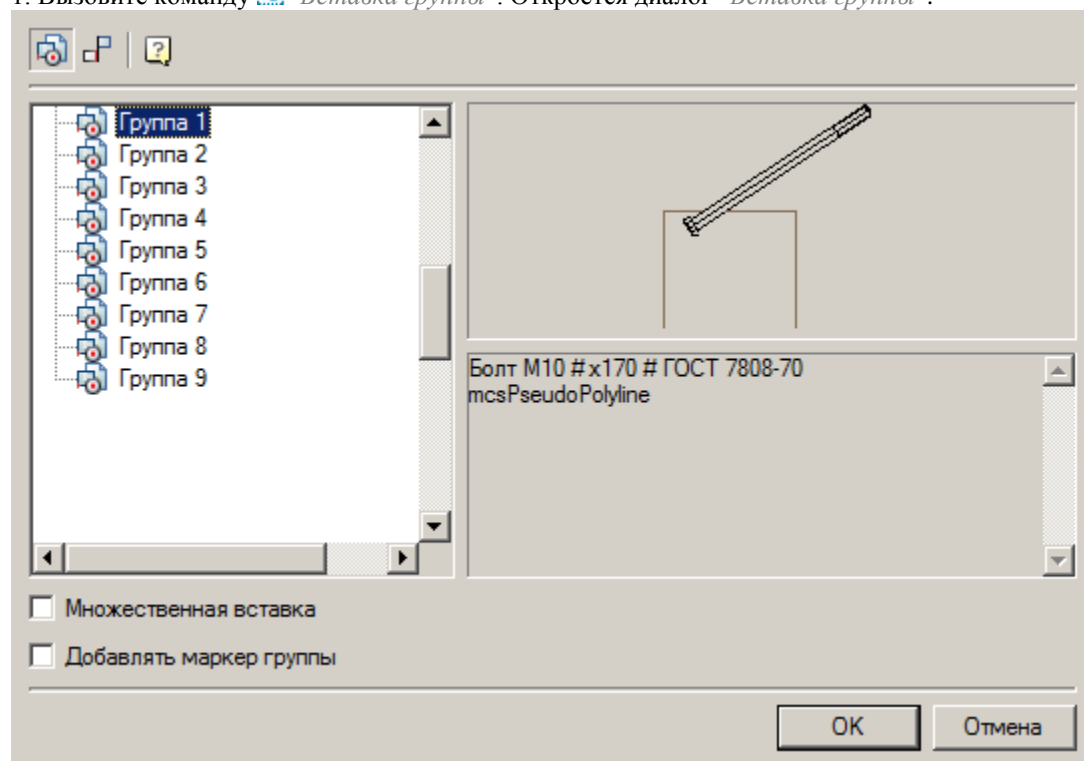 1. Вызовите команду "Вставка группы". Откроется диалог "Вставка группы".
Группа 1
Группа 2
Группа 3
Группа 4
Группа 5
Группа 6
Группа 7
Группа 8
Группа 9
Болт М10 # x170 # ГОСТ 7808-70
mcsPseudoPolyline
Множественная вставка
Добавлять маркер группы
OK
Отмена